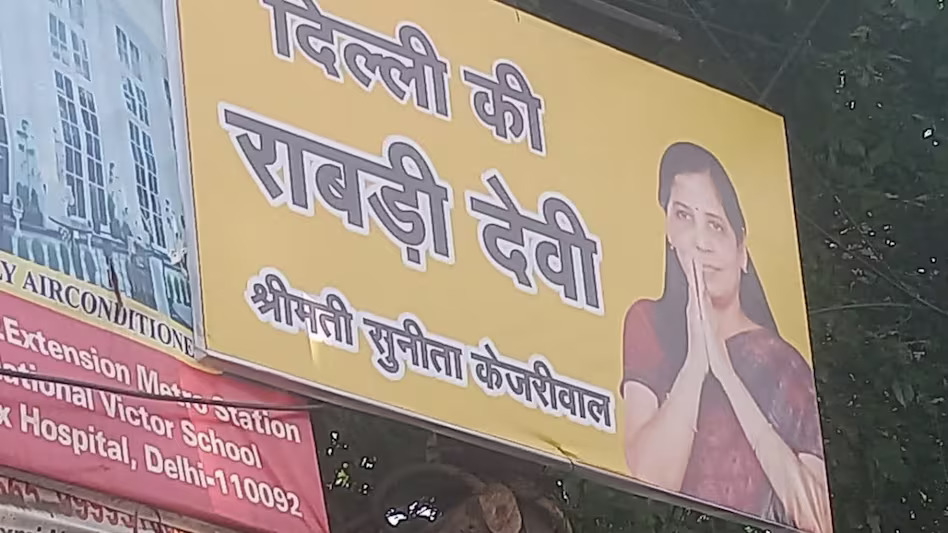 दिल्ली की
राबड़ी देवी
श्रीमती सुनीता केजरीवाल
AIRCONDITIONE
.Extension Metro Station
Victor School
Hospital, Delhi-110092